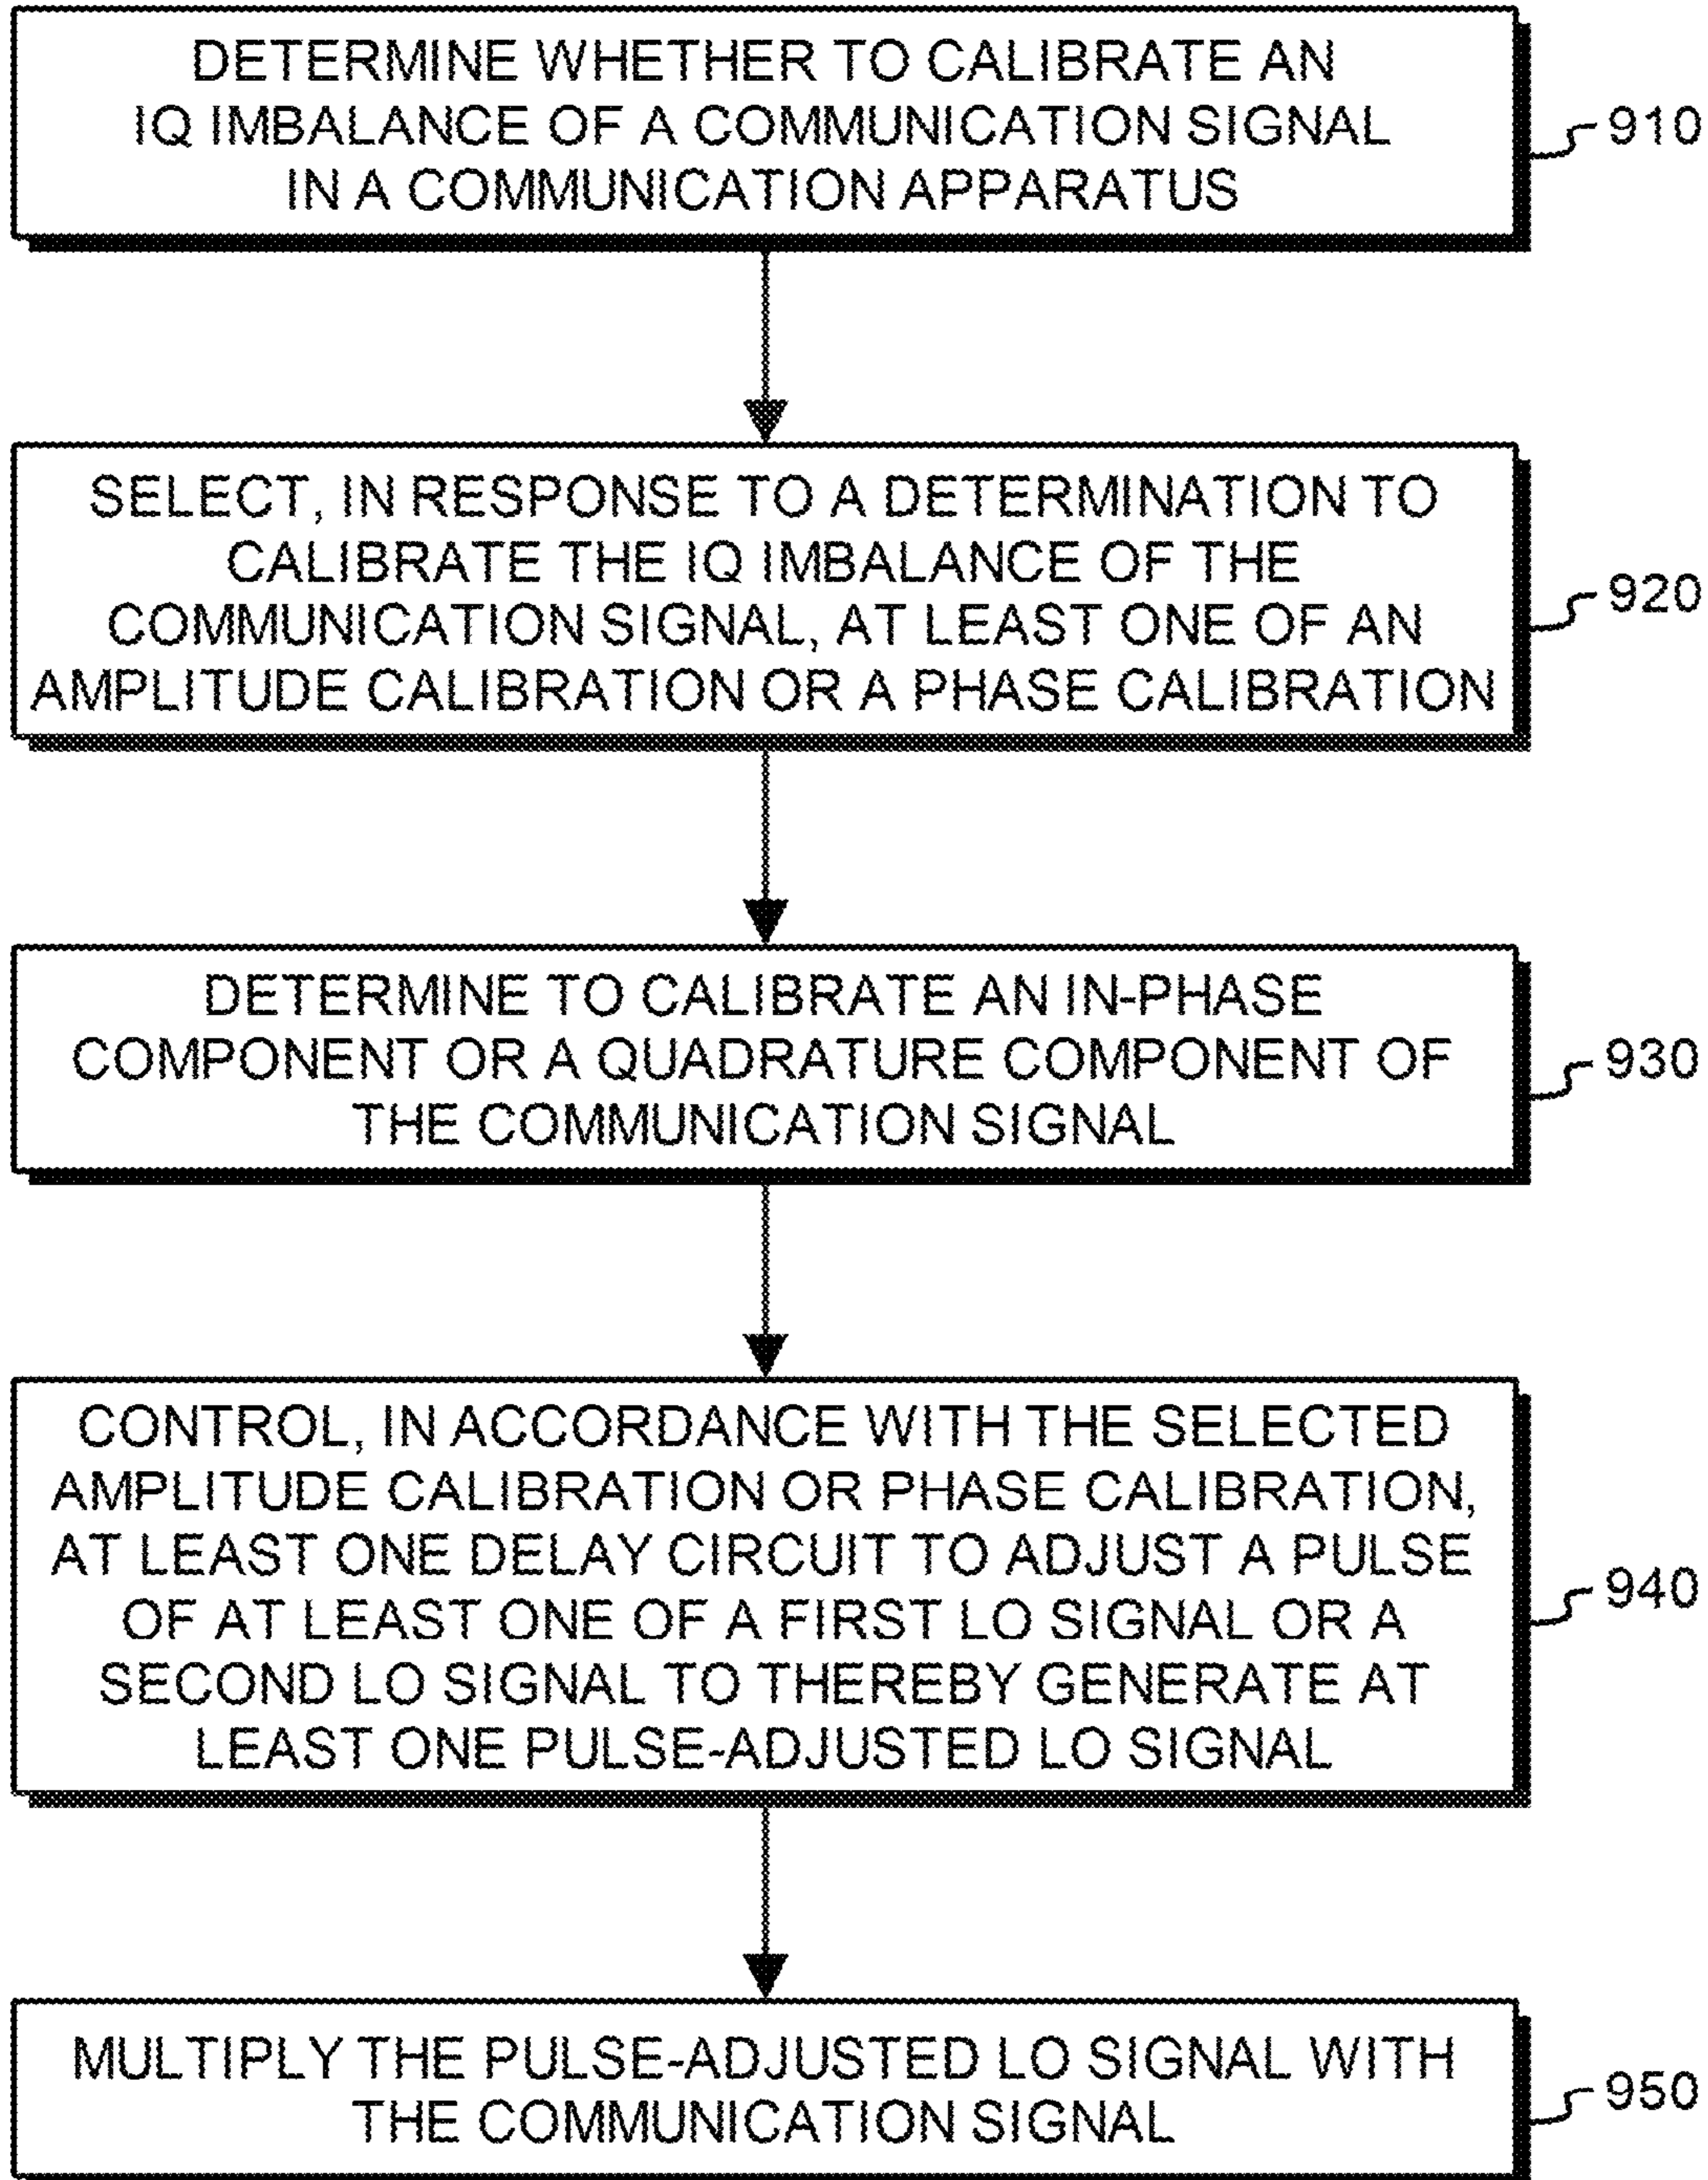 DETERMINE WHETHER TO CALIBRATE AN
IQ IMBALANCE OF A COMMUNICATION SIGNAL
IN A COMMUNICATION APPARATUS
910
SELECT, IN RESPONSE TO A DETERMINATION TO
CALIBRATE THE IQ IMBALANCE OF THE
COMMUNICATION SIGNAL, AT LEAST ONE OF AN
AMPLITUDE CALIBRATION OR A PHASE CALIBRATION
920
DETERMINE TO CALIBRATE AN IN-PHASE
COMPONENT OR A QUADRATURE COMPONENT OF
THE COMMUNICATION SIGNAL
930
CONTROL, IN ACCORDANCE WITH THE SELECTED
AMPLITUDE CALIBRATION OR PHASE CALIBRATION,
AT LEAST ONE DELAY CIRCUIT TO ADJUST A PULSE
OF AT LEAST ONE OF A FIRST LO SIGNAL OR A
SECOND LO SIGNAL TO THEREBY GENERATE AT
LEAST ONE PULSE-ADJUSTED LO SIGNAL
940
MULTIPLY THE PULSE-ADJUSTED LO SIGNAL WITH
THE COMMUNICATION SIGNAL
950